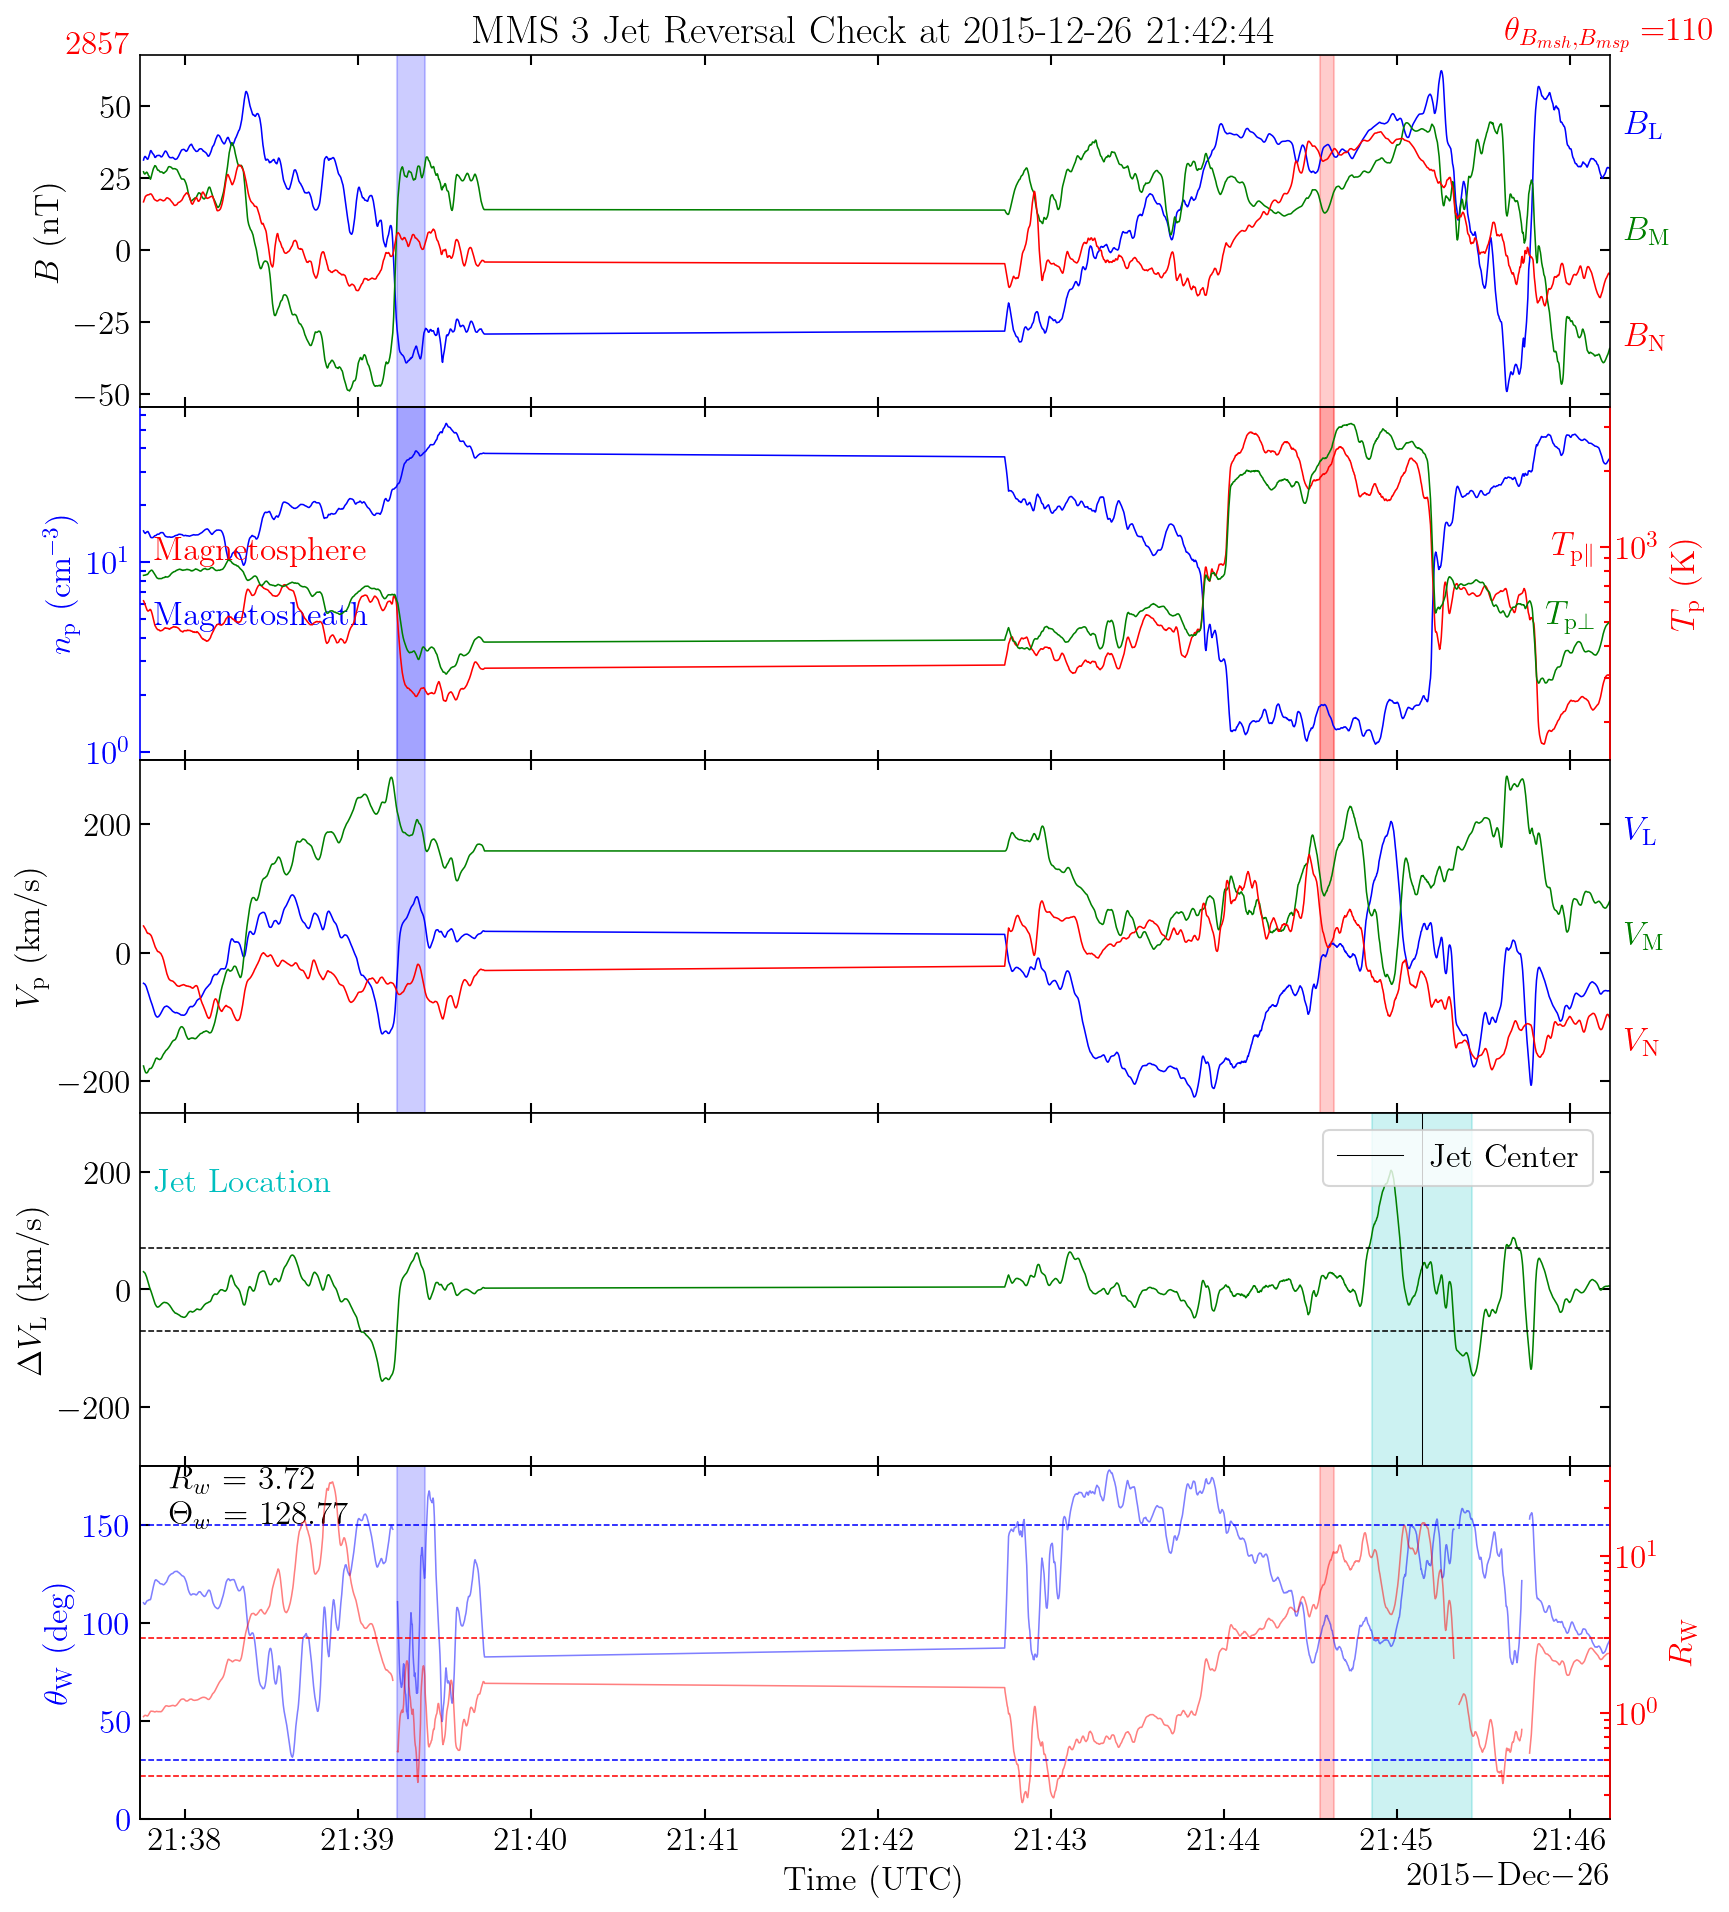 MMS 3 Jet Reversal Check at 2015-12-26 21:42:44
2857
θ_{B_{msh},B_{msp}} =110
50
25
0
−25
−50
B (nT)
B_L
B_M
B_N
10^1
10^0
n_p (cm^{−3})
Magnetosphere
Magnetosheath
T_{p∥}
T_{p⊥}
10^3
T_p (K)
200
0
−200
V_p (km/s)
V_L
V_M
V_N
200
0
−200
ΔV_L (km/s)
Jet Location
Jet Center
R_w = 3.72
Θ_w = 128.77
150
100
50
0
θ_W (deg)
10^1
10^0
R_W
21:38
21:39
21:40
21:41
21:42
21:43
21:44
21:45
21:46
Time (UTC)
2015−Dec−26